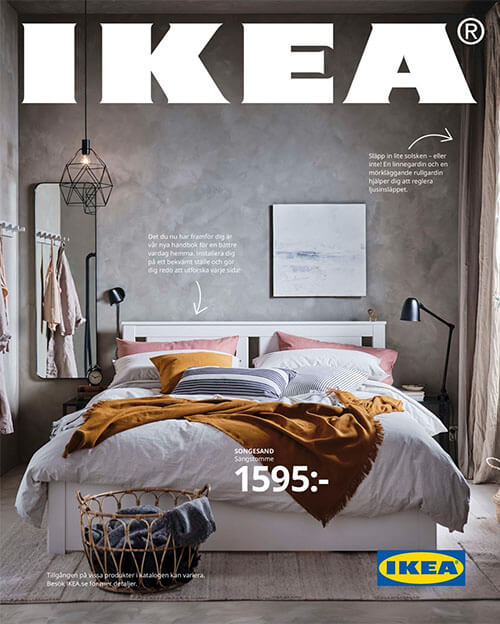 IKEA®
Släpp in lite solsken – eller
inte! En linnegardin och en
mörkläggande rullgardin
hjälper dig att reglera
ljusinsläppet.
Det du nu har framför dig är
vår nya handbok för en bättre
vardag hemma. Installera dig
på ett bekvämt ställe och gör
dig redo att utforska varje sida!
SONGESAND
Sängstomme
1595:-
Tillgången på vissa produkter i katalogen kan variera.
Besök IKEA.se för mer detaljer.
IKEA